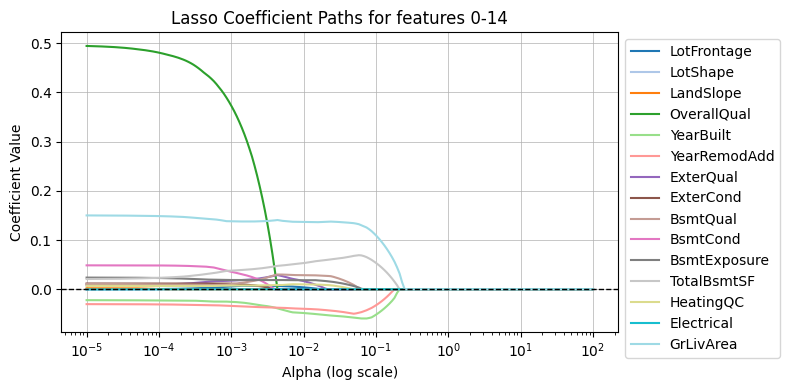 Lasso Coefficient Paths for features 0-14
Coefficient Value
0.5
0.4
0.3
0.2
0.1
0.0
10⁻⁵ 10⁻⁴ 10⁻³ 10⁻² 10⁻¹ 10⁰ 10¹ 10²
Alpha (log scale)
LotFrontage
LotShape
LandSlope
OverallQual
YearBuilt
YearRemodAdd
ExterQual
ExterCond
BsmtQual
BsmtCond
BsmtExposure
TotalBsmtSF
HeatingQC
Electrical
GrLivArea